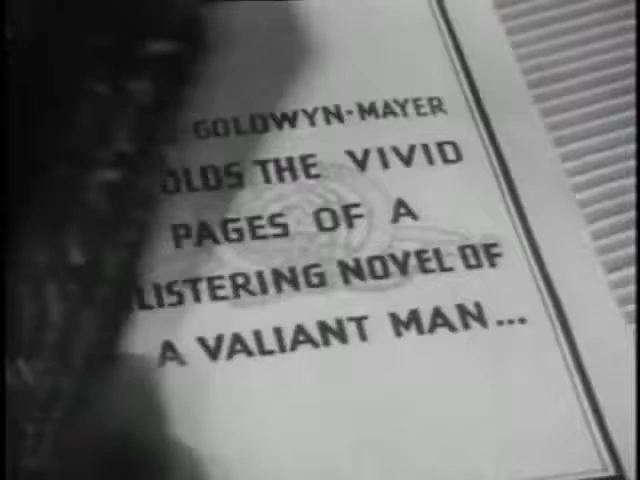 -GOLDWYN-MAYER
OLDS THE VIVID
PAGES OF A
LISTERING NOVEL OF
A VALIANT MAN...